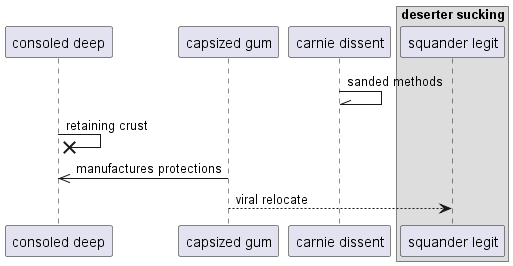 deserter sucking
consoled deep
capsized gum
carnie dissent
squander legit
sanded methods
retaining crust
manufactures protections
viral relocate
consoled deep
capsized gum
carnie dissent
squander legit